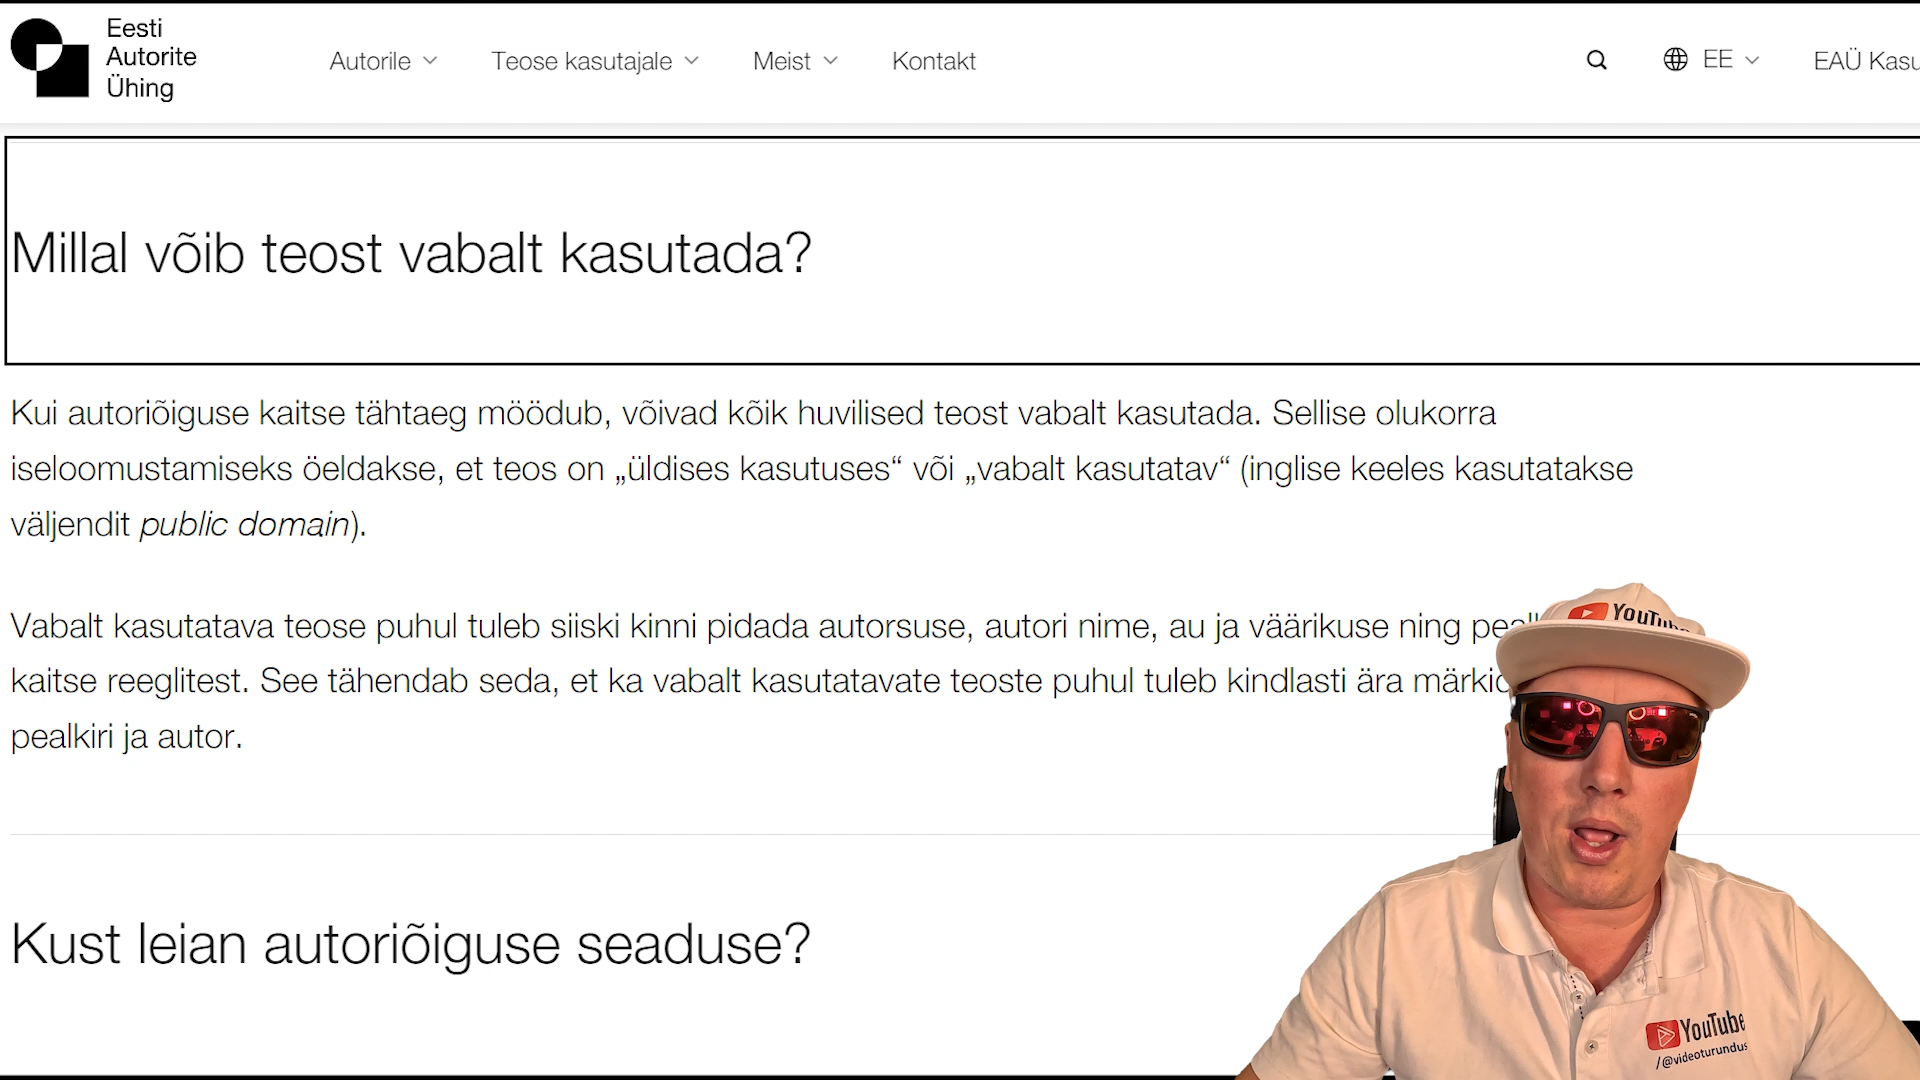 Eesti
Autorite
Ühing
Autorile
Teose kasutajale
Meist
Kontakt
EE
EAÜ
Millal võib teost vabalt kasutada?
Kui autoriõiguse kaitse tähtaeg möödub, võivad kõik huvilised teost vabalt kasutada. Sellise olukorra
iseloomustamiseks öeldakse, et teos on „üldises kasutuses“ või „vabalt kasutatav“ (inglise keeles kasutatakse
väljendit public domain).
Vabalt kasutatava teose puhul tuleb siiski kinni pidada autorsuse, autori nime, au ja väärikuse ning
kaitse reeglitest. See tähendab seda, et ka vabalt kasutatavate teoste puhul tuleb kindlasti ära
pealkiri ja autor.
Kust leian autoriõiguse seaduse?
YouTube
YouTube
/@videoturundus